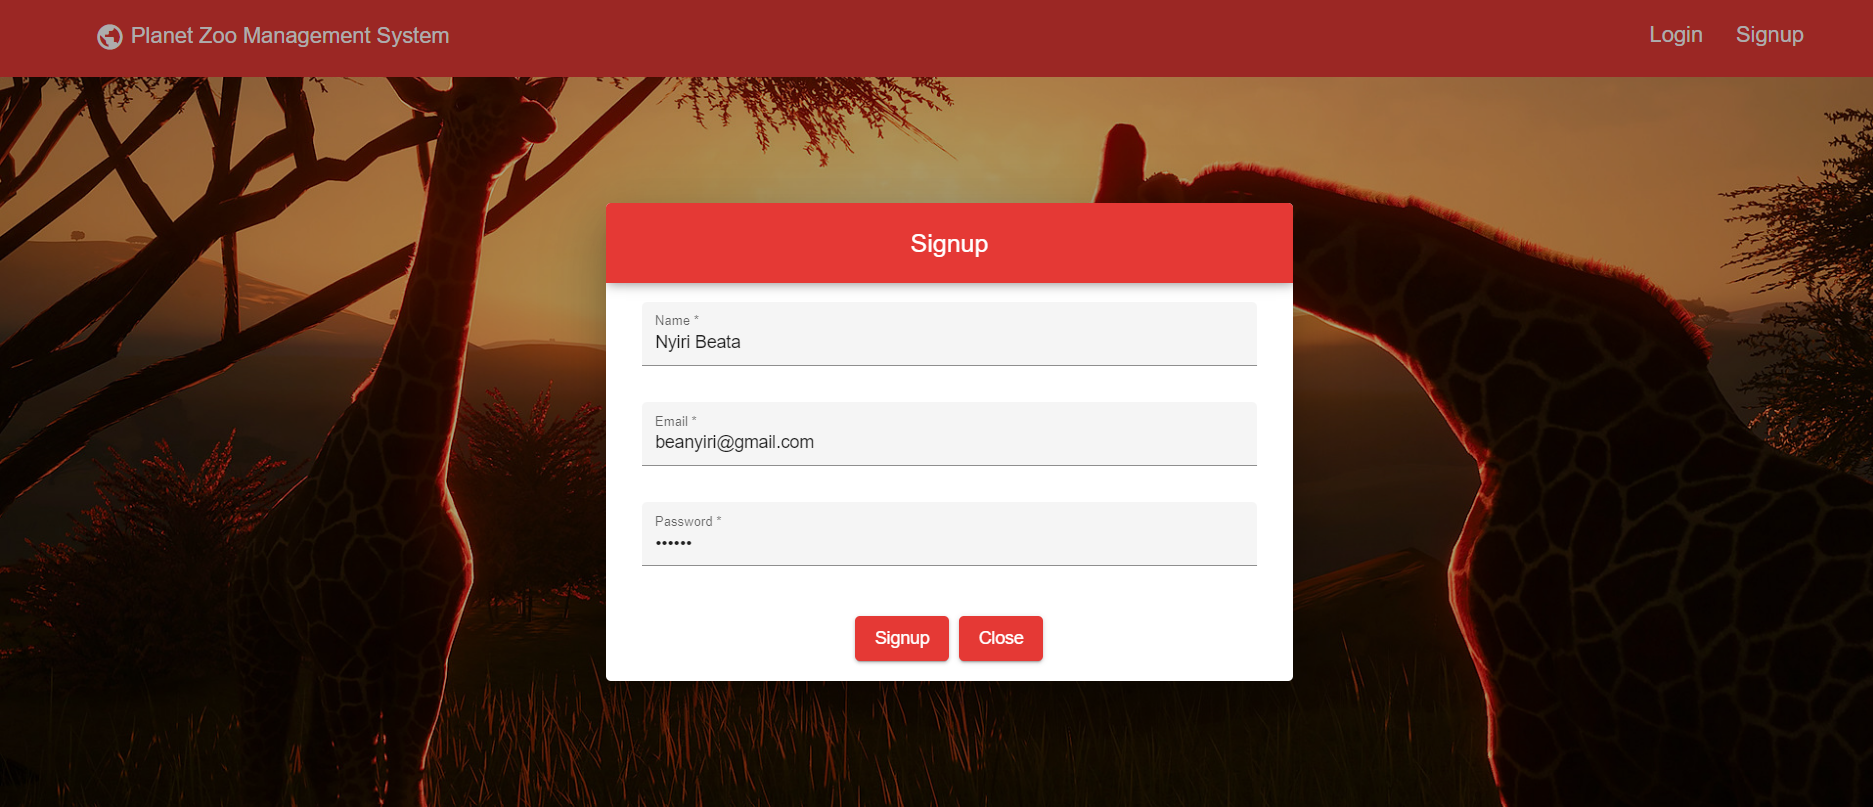 Planet Zoo Management System
Login
Signup
Signup
Name *
Nyiri Beata
Email *
beanyiri@gmail.com
Password *
••••••
Signup
Close